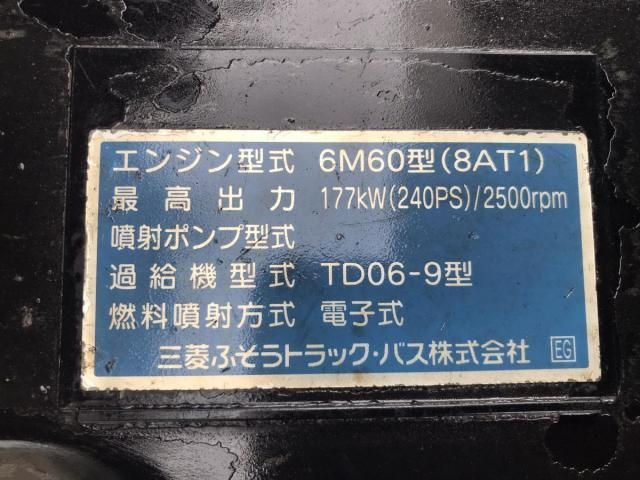 エンジン型式 6M60型(8AT1)
最高出力 177kW(240PS)/2500rpm
噴射ポンプ型式
過給機型式 TD06-9型
燃料噴射方式 電子式
三菱ふそうトラック・バス株式会社 EG